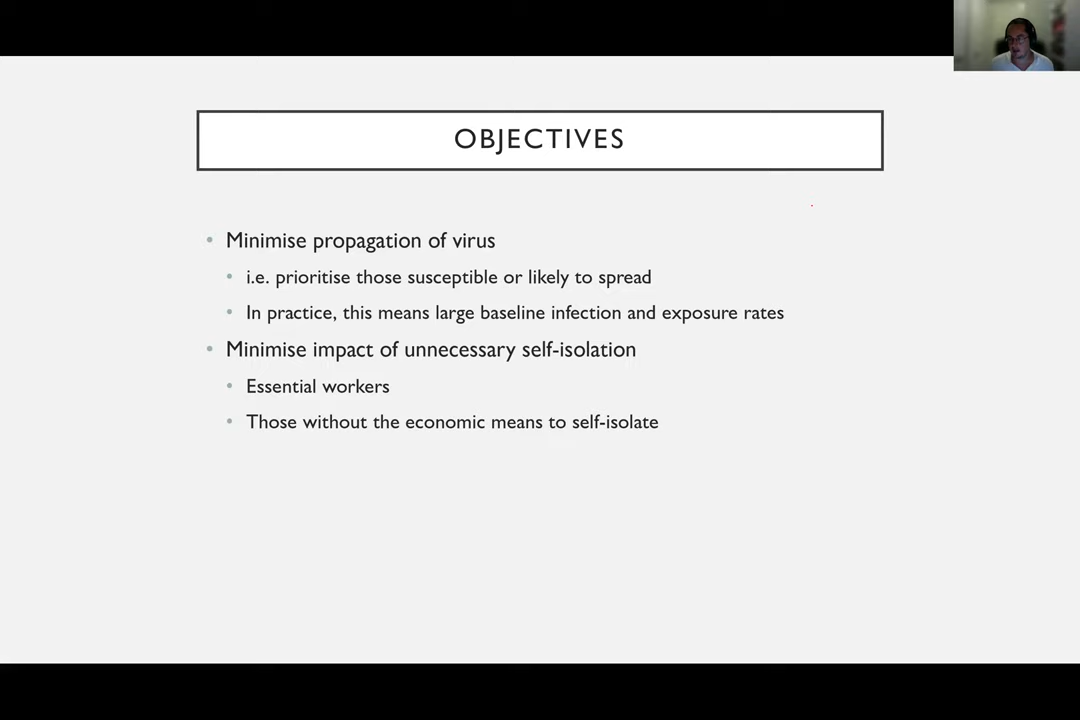 OBJECTIVES
Minimise propagation of virus
i.e. prioritise those susceptible or likely to spread
In practice, this means large baseline infection and exposure rates
Minimise impact of unnecessary self-isolation
Essential workers
Those without the economic means to self-isolate